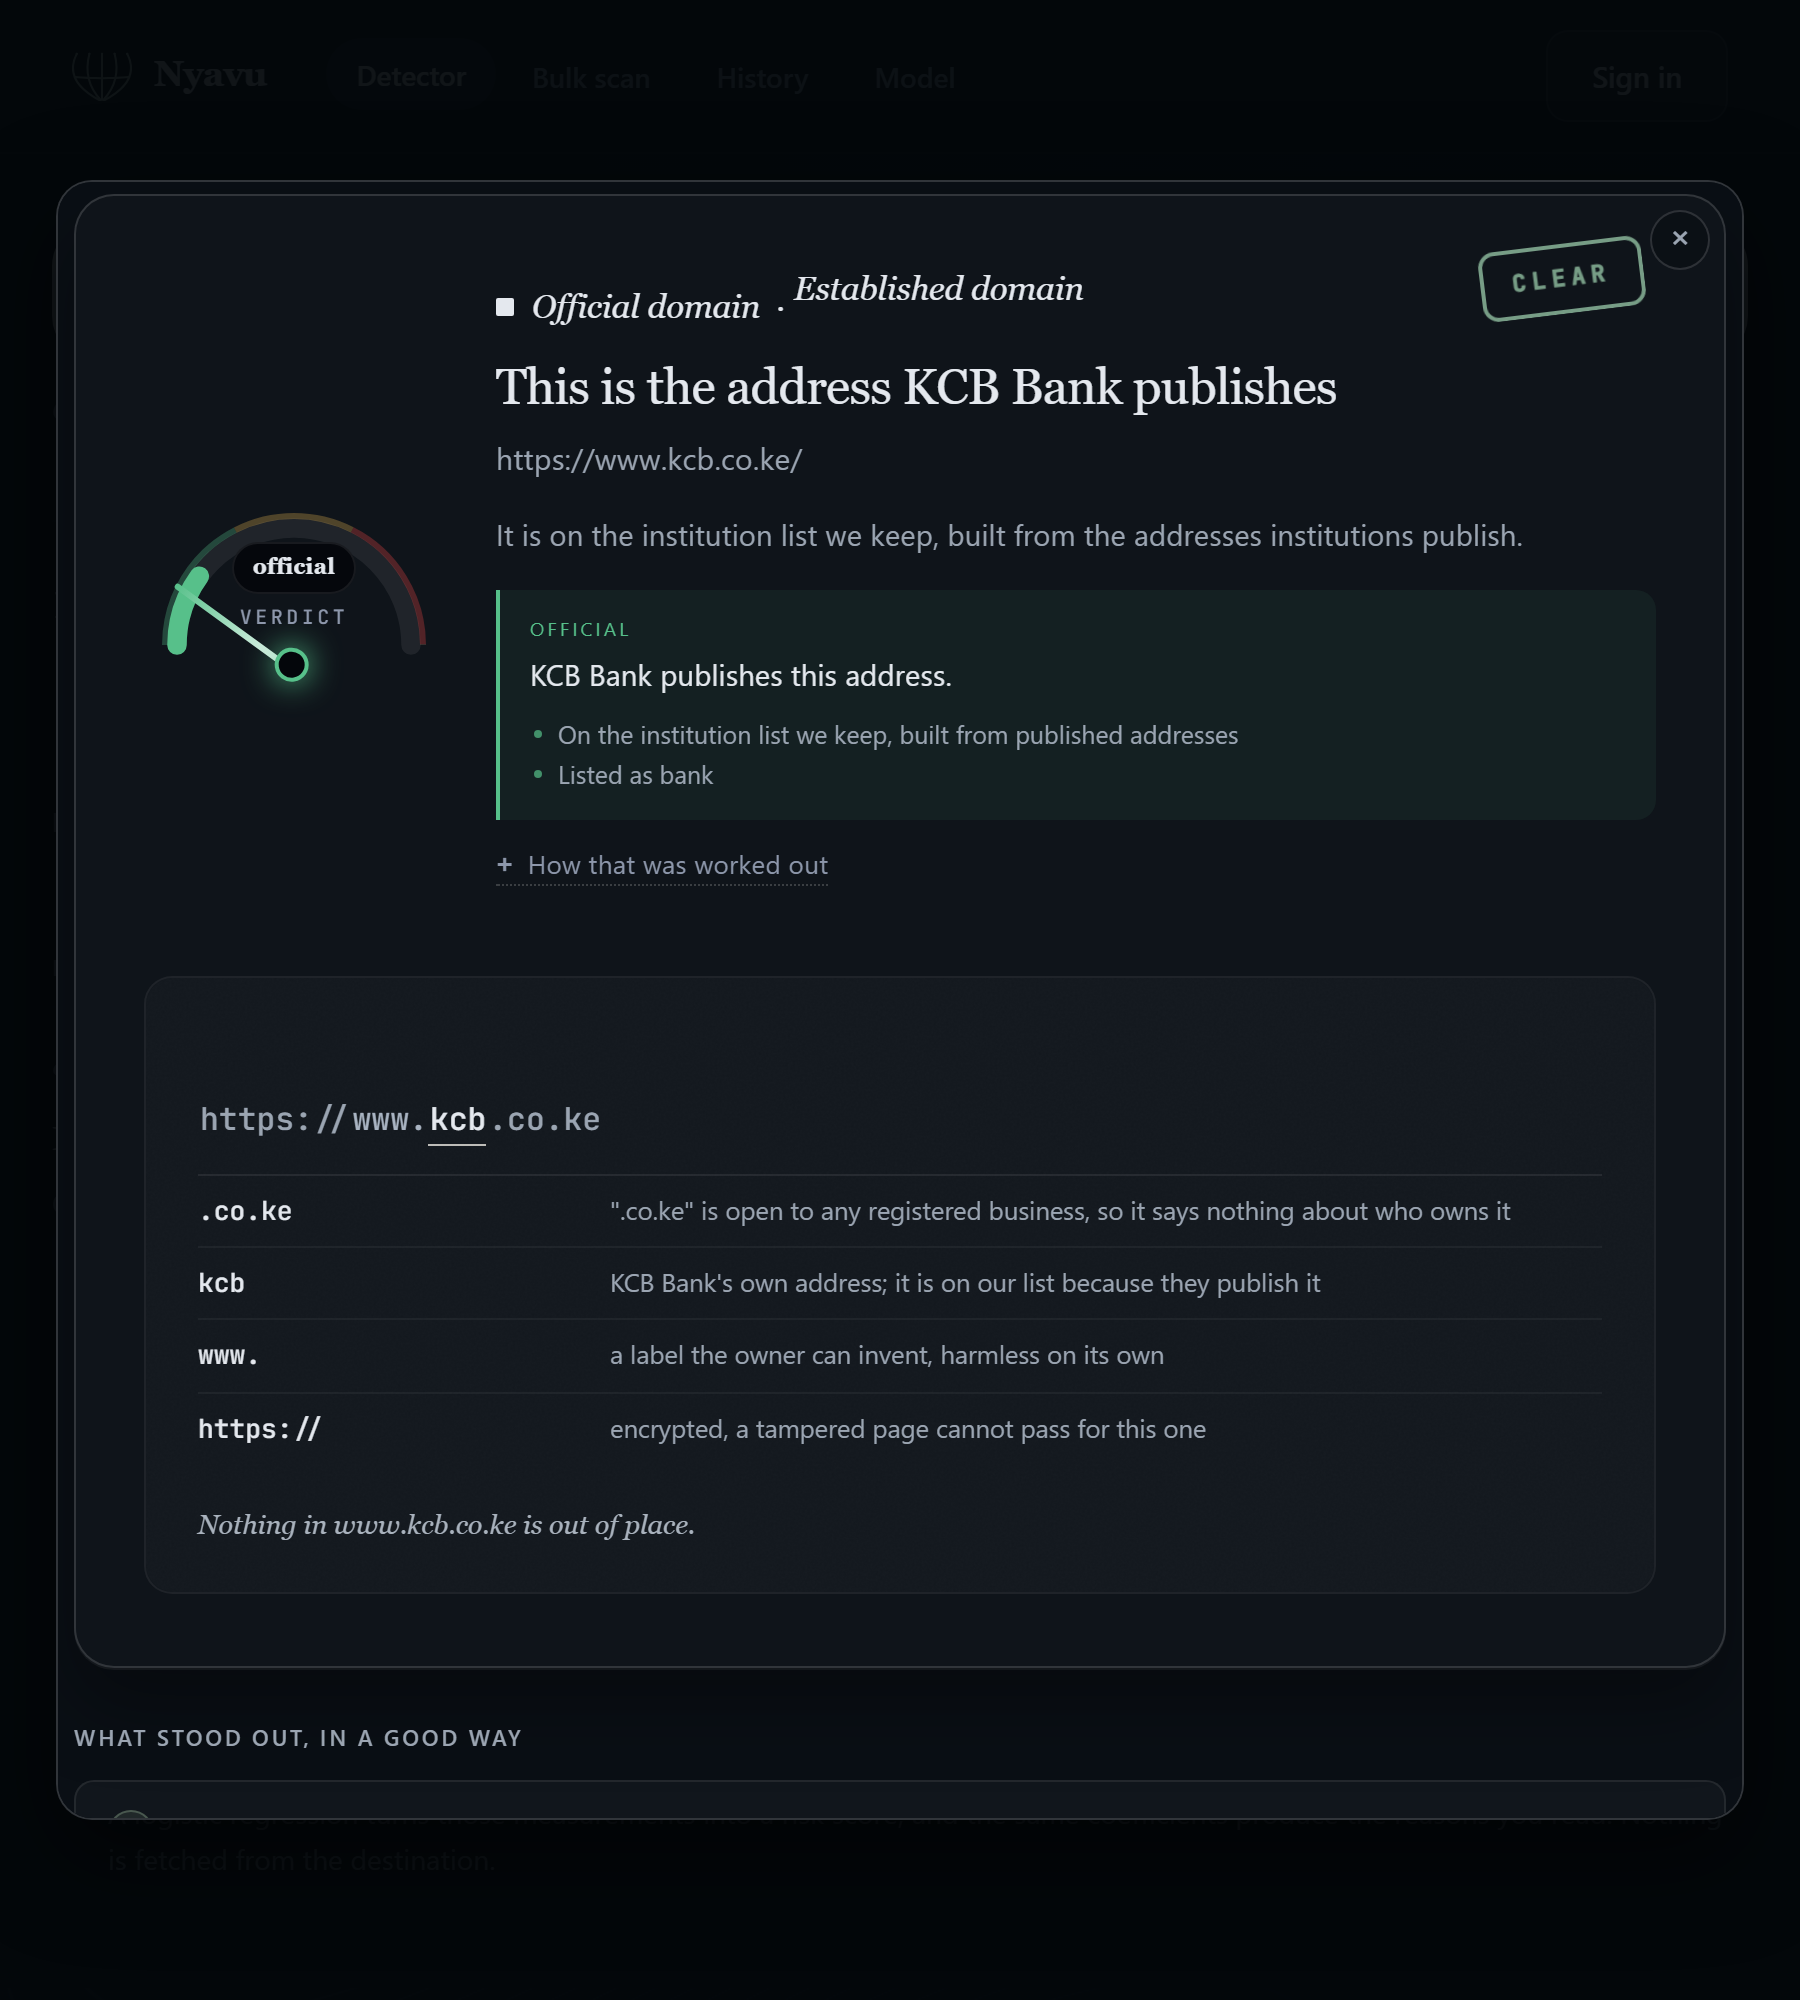 Nyavu
Detector
Bulk scan
History
Model
Sign in
CLEAR
×
Official domain · Established domain
This is the address KCB Bank publishes
https://www.kcb.co.ke/
It is on the institution list we keep, built from the addresses institutions publish.
official
VERDICT
OFFICIAL
KCB Bank publishes this address.
• On the institution list we keep, built from published addresses
• Listed as bank
+ How that was worked out
https://www.kcb.co.ke
.co.ke ".co.ke" is open to any registered business, so it says nothing about who owns it
kcb KCB Bank's own address; it is on our list because they publish it
www. a label the owner can invent, harmless on its own
https:// encrypted, a tampered page cannot pass for this one
Nothing in www.kcb.co.ke is out of place.
WHAT STOOD OUT, IN A GOOD WAY
is fetched from the destination.